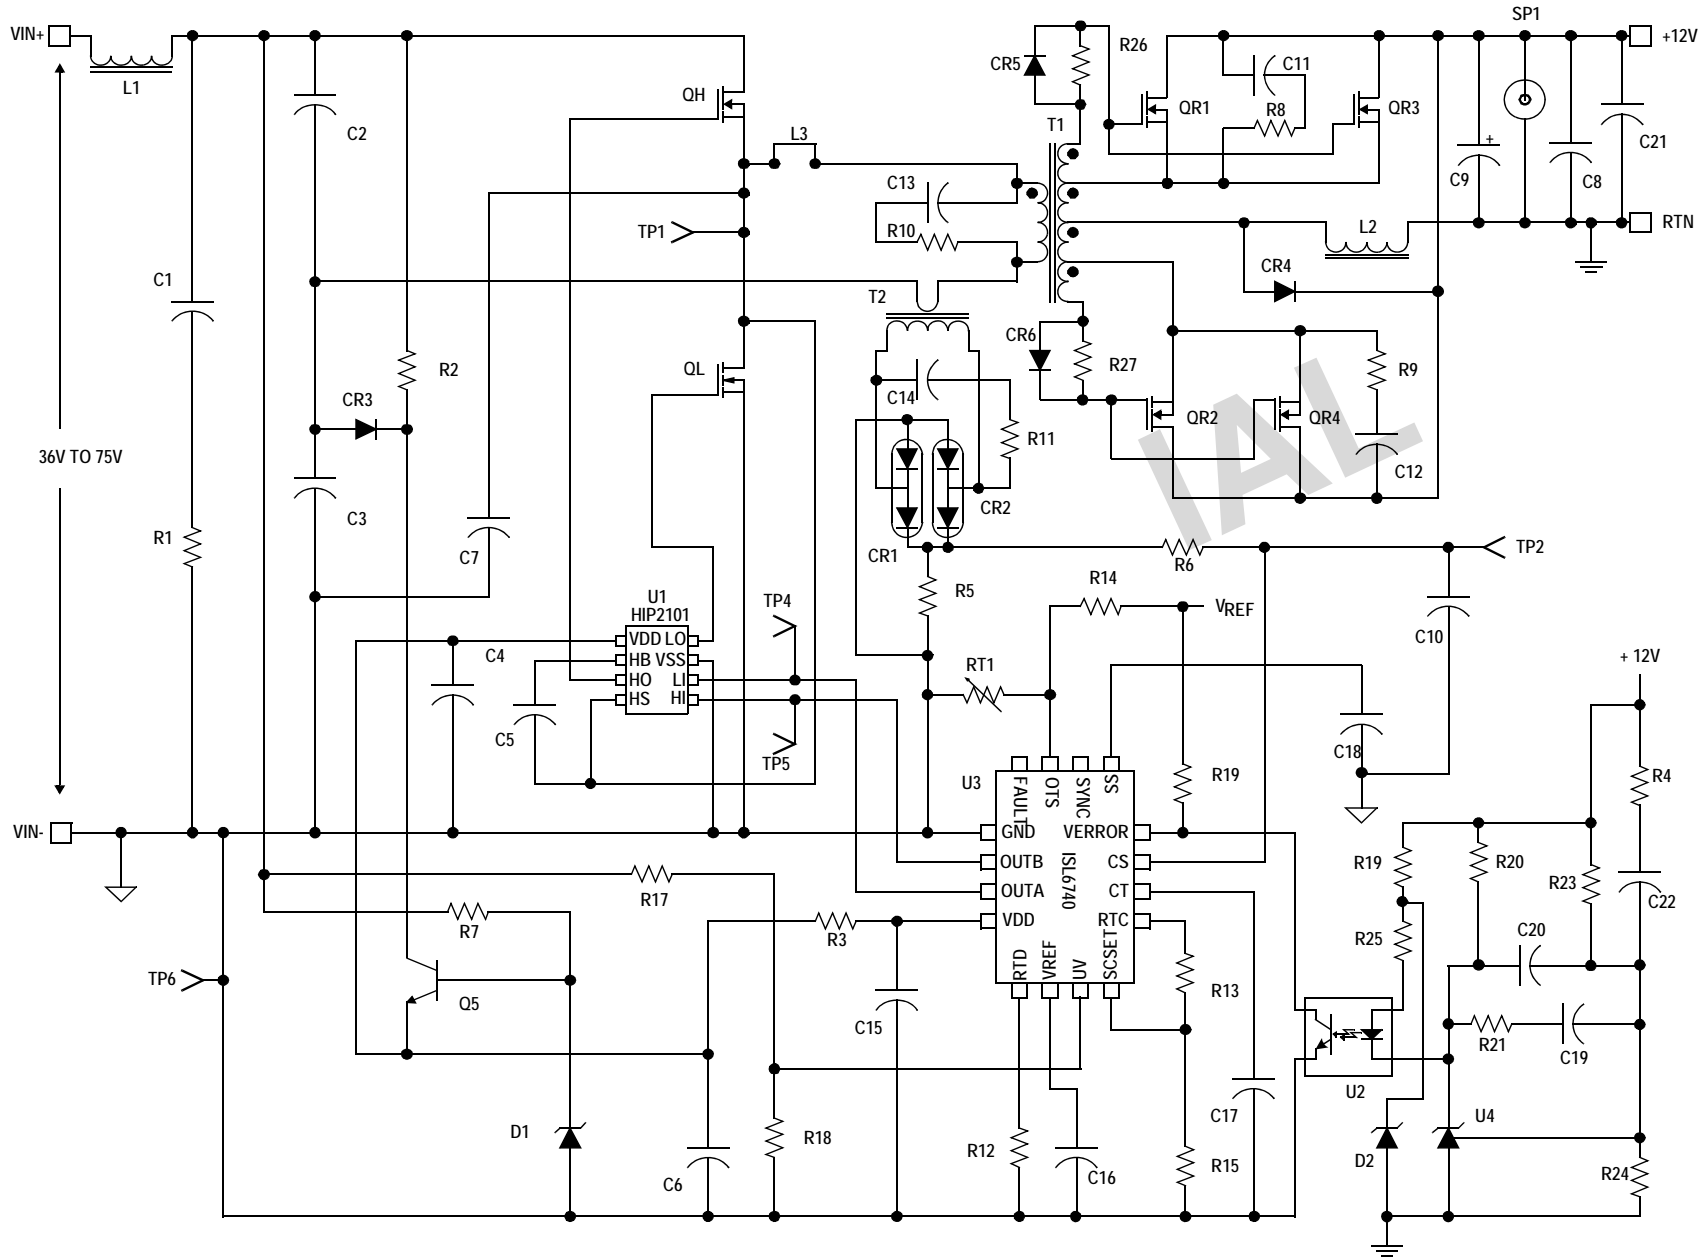 SP1
VIN+
R26
+12V
L1
CR5
C11
QH
QR1
R8
QR3
C2
T1
L3
C21
+
C9
C8
C13
TP1
R10
RTN
L2
CR4
C1
T2
CR6
R2
QL
R27
R9
CR3
C14
QR2
QR4
IAL
R11
36V TO 75V
C12
C3
CR2
R1
C7
CR1
TP2
R6
R14
R5
U1
TP4
HIP2101
VREF
C10
VDD LO
C4
HB VSS
+ 12V
RT1
HO LI
HS HI
C5
C18
TP5
U3
R19
R4
FAULT
OTS
SYNC
SS
VIN-
GND
VERROR
OUTB
CS
R19
R20
ISL6740
R23
OUTA
CT
R17
C22
VDD
RTC
R7
R3
C20
R25
RTD
VREF
UV
SCSET
TP6
R13
Q5
C15
R21
C19
U2
C17
U4
D1
R18
R12
R15
D2
C16
R24
C6